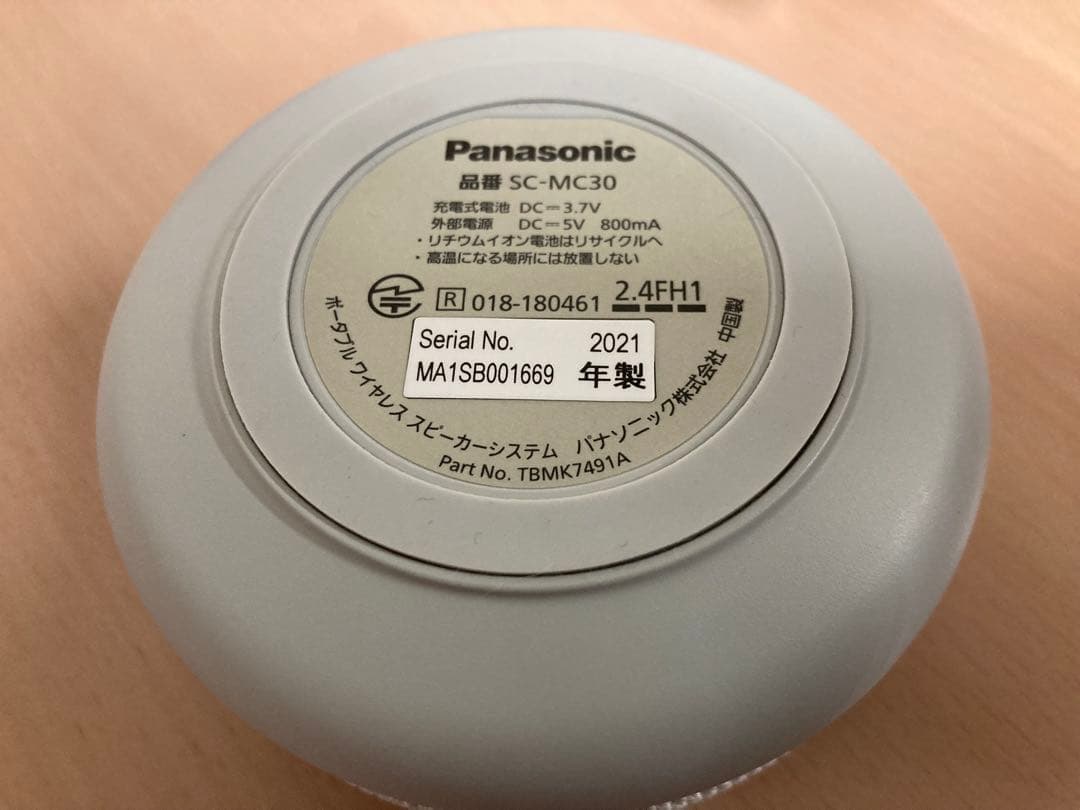 Panasonic
品番 SC-MC30
充電式電池 DC⎓3.7V
外部電源 DC⎓5V 800mA
・リチウムイオン電池はリサイクルへ
・高温になる場所には放置しない
R 018-180461 2.4FH1
Serial No. 2021
MA1SB001669 年製
ポータブルワイヤレススピーカーシステム パナソニック株式会社 中国製
Part No. TBMK7491A